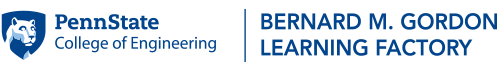 PennState
College of Engineering
BERNARD M. GORDON
LEARNING FACTORY